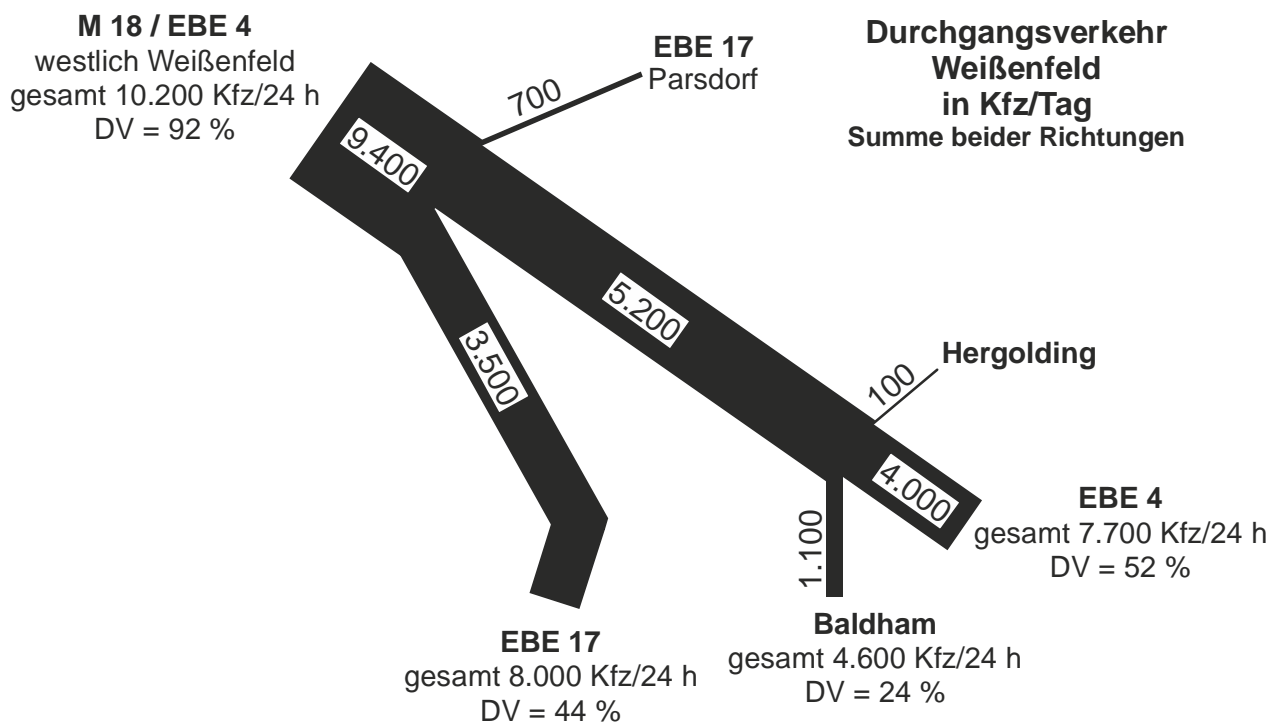 M 18 / EBE 4
westlich Weißenfeld
gesamt 10.200 Kfz/24 h
DV = 92 %
EBE 17
Parsdorf
Durchgangsverkehr
Weißenfeld
in Kfz/Tag
Summe beider Richtungen
700
9.400
5.200
3.500
Hergolding
100
4.000
1.100
EBE 4
gesamt 7.700 Kfz/24 h
DV = 52 %
Baldham
gesamt 4.600 Kfz/24 h
DV = 24 %
EBE 17
gesamt 8.000 Kfz/24 h
DV = 44 %